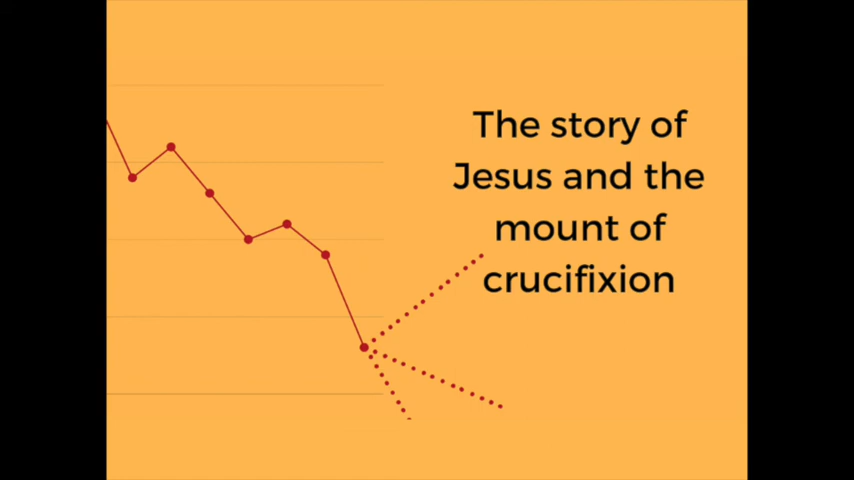 The story of
Jesus and the
mount of
crucifixion